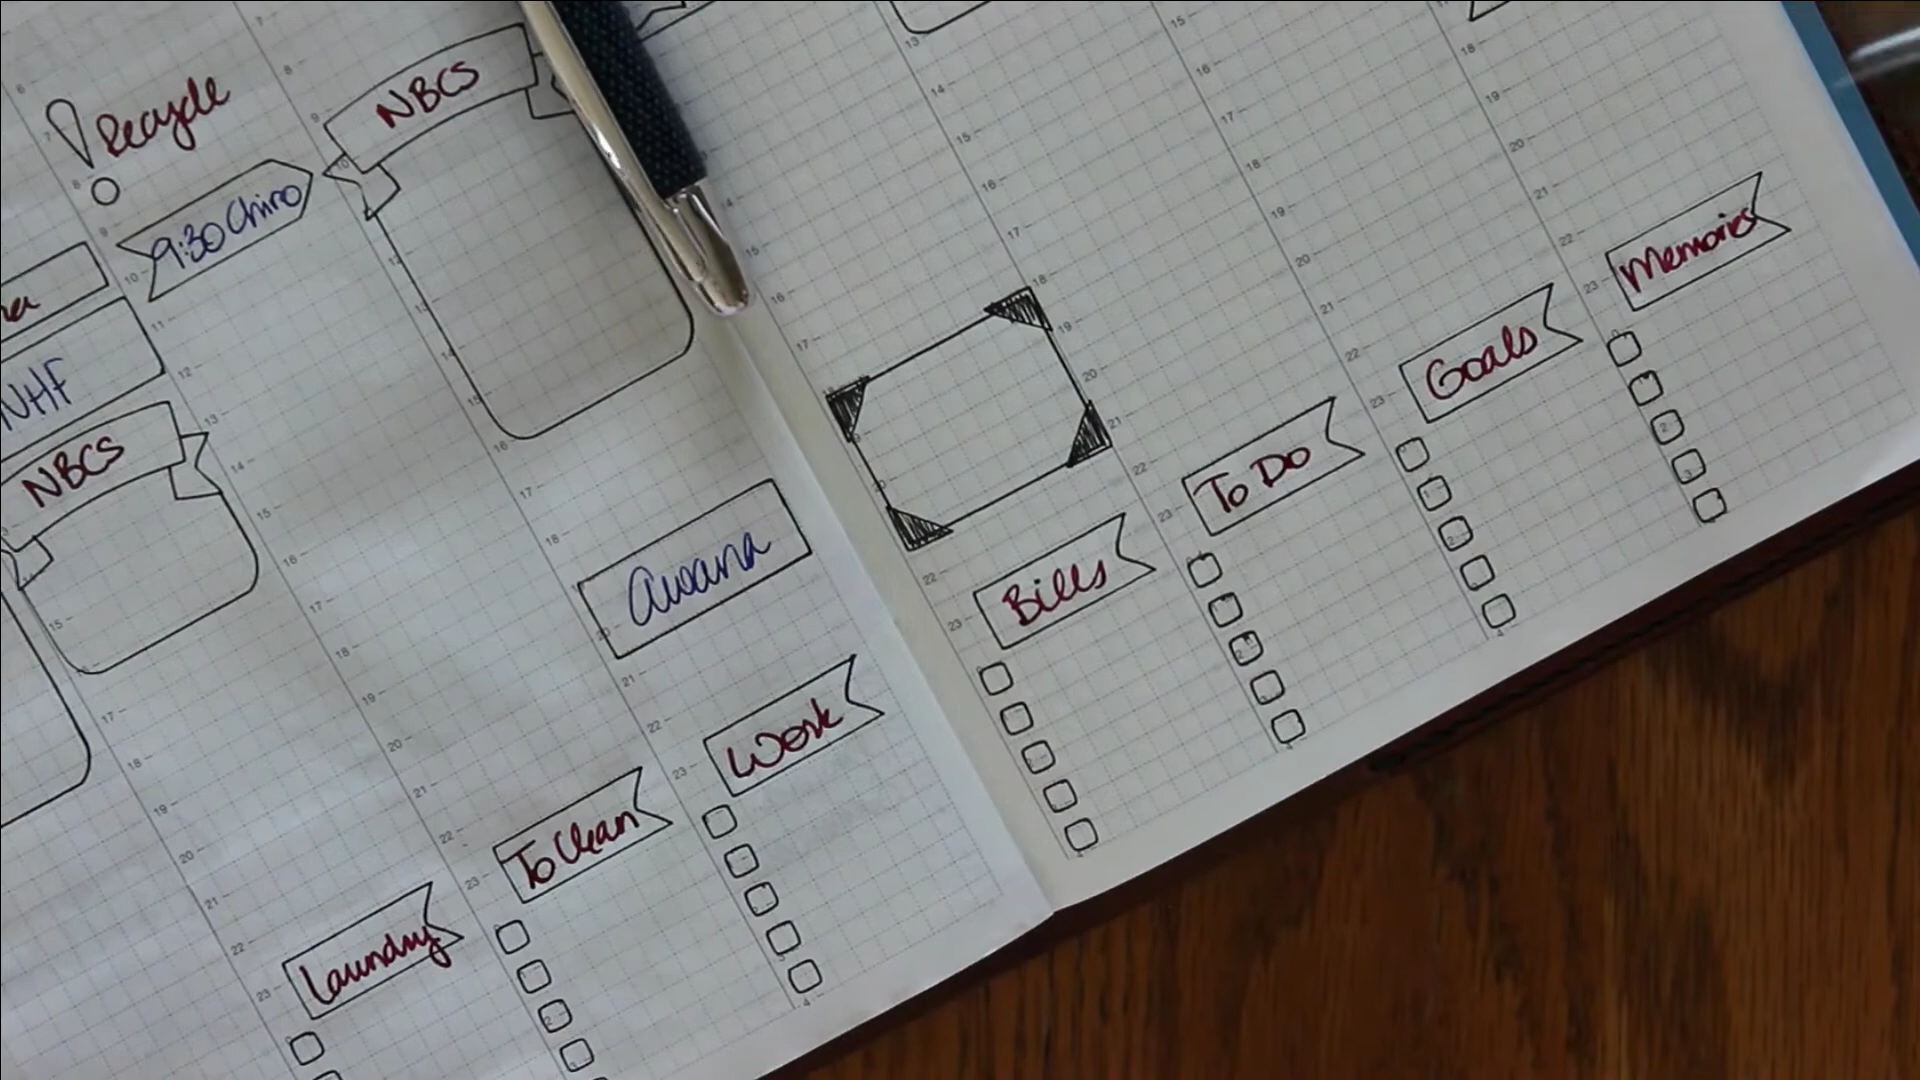 ! Recycle
9:30 Chiro
NBCS
NHF
NBCS
Awana
Laundry
To Clean
Work
Bills
To Do
Goals
Memories